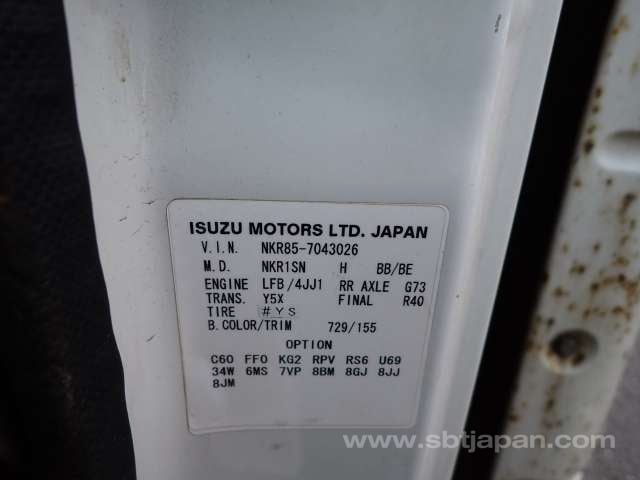 ISUZU MOTORS LTD. JAPAN
V.I.N. NKR85-7043026
M.D. NKR1SN H BB/BE
ENGINE LFB/4JJ1 RR AXLE G73
TRANS. Y5X FINAL R40
TIRE #YS
B.COLOR/TRIM 729/155
OPTION
C60 FF0 KG2 RPV RS6 U69
34W 6MS 7VP 8BM 8GJ 8JJ
8JM
www.sbtjapan.com